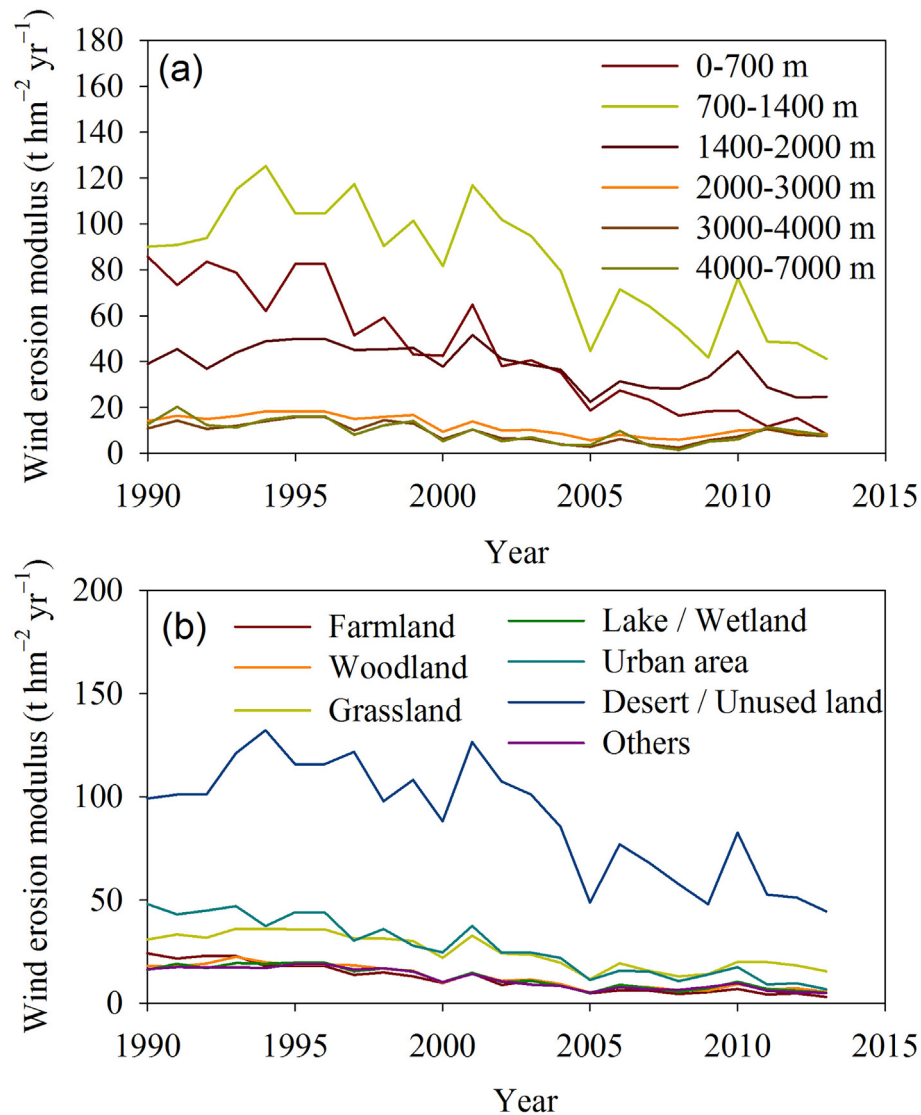 (a)
Wind erosion modulus (t hm−2 yr−1)
180
160
140
120
100
80
60
40
20
0
0-700 m
700-1400 m
1400-2000 m
2000-3000 m
3000-4000 m
4000-7000 m
1990
1995
2000
2005
2010
2015
Year
(b)
Wind erosion modulus (t hm−2 yr−1)
200
150
100
50
0
Farmland
Woodland
Grassland
Lake / Wetland
Urban area
Desert / Unused land
Others
1990
1995
2000
2005
2010
2015
Year